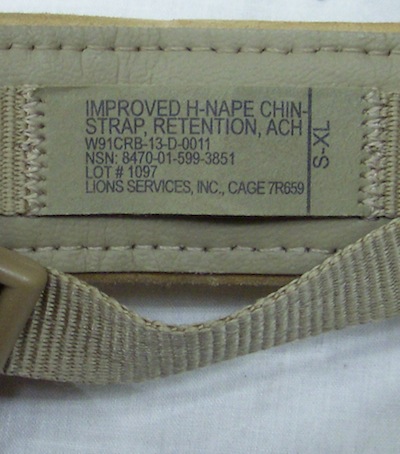 IMPROVED H-NAPE CHIN-
STRAP, RETENTION, ACH
W91CRB-13-D-0011
NSN: 8470-01-599-3851
LOT # 1097
LIONS SERVICES, INC., CAGE 7R659
S-XL